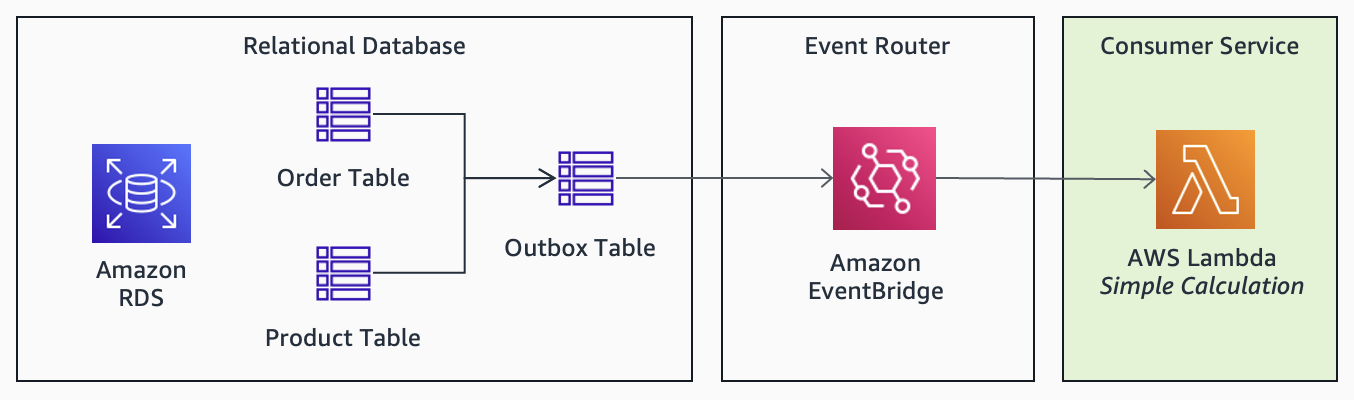 Relational Database
Order Table
Amazon
RDS
Product Table
Outbox Table
Event Router
Amazon
EventBridge
Consumer Service
AWS Lambda
Simple Calculation